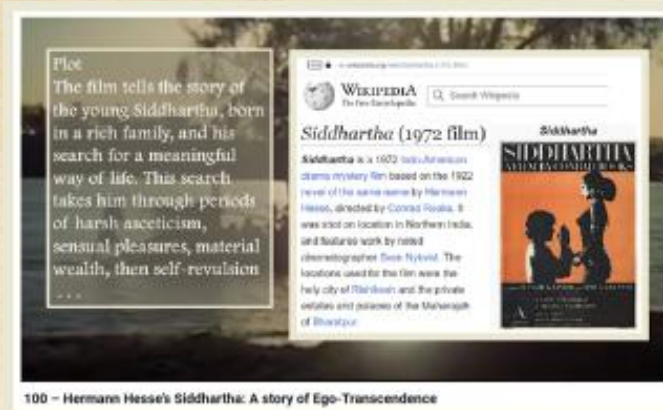 Plot
The film tells the story of
the young Siddhartha, born
in a rich family, and his
search for a meaningful
way of life. This search
takes him through periods
of harsh asceticism,
sensual pleasures, material
wealth, then self-revulsion
...
WIKIPEDIA
The Free Encyclopedia
Search Wikipedia
Siddhartha (1972 film)
Siddhartha is a 1972 Indo-American
drama mystery film based on the 1922
novel of the same name by Hermann
Hesse, directed by Conrad Rooks. It
was shot on location in Northern India,
and features work by noted
cinematographer Sven Nykvist. The
locations used for the film were the
holy city of Rishikesh and the private
estates and palaces of the Maharajah
of Bharatpur.
Siddhartha
SIDDHARTHA
A FILM BY CONRAD ROOKS
100 – Hermann Hesse's Siddhartha: A story of Ego-Transcendence